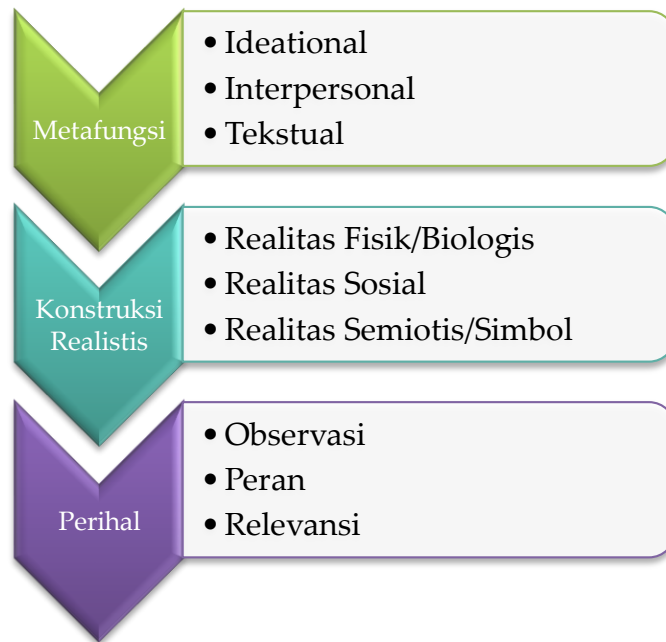 Metafungsi
• Ideational
• Interpersonal
• Tekstual
Konstruksi
Realistis
• Realitas Fisik/Biologis
• Realitas Sosial
• Realitas Semiotis/Simbol
Perihal
• Observasi
• Peran
• Relevansi